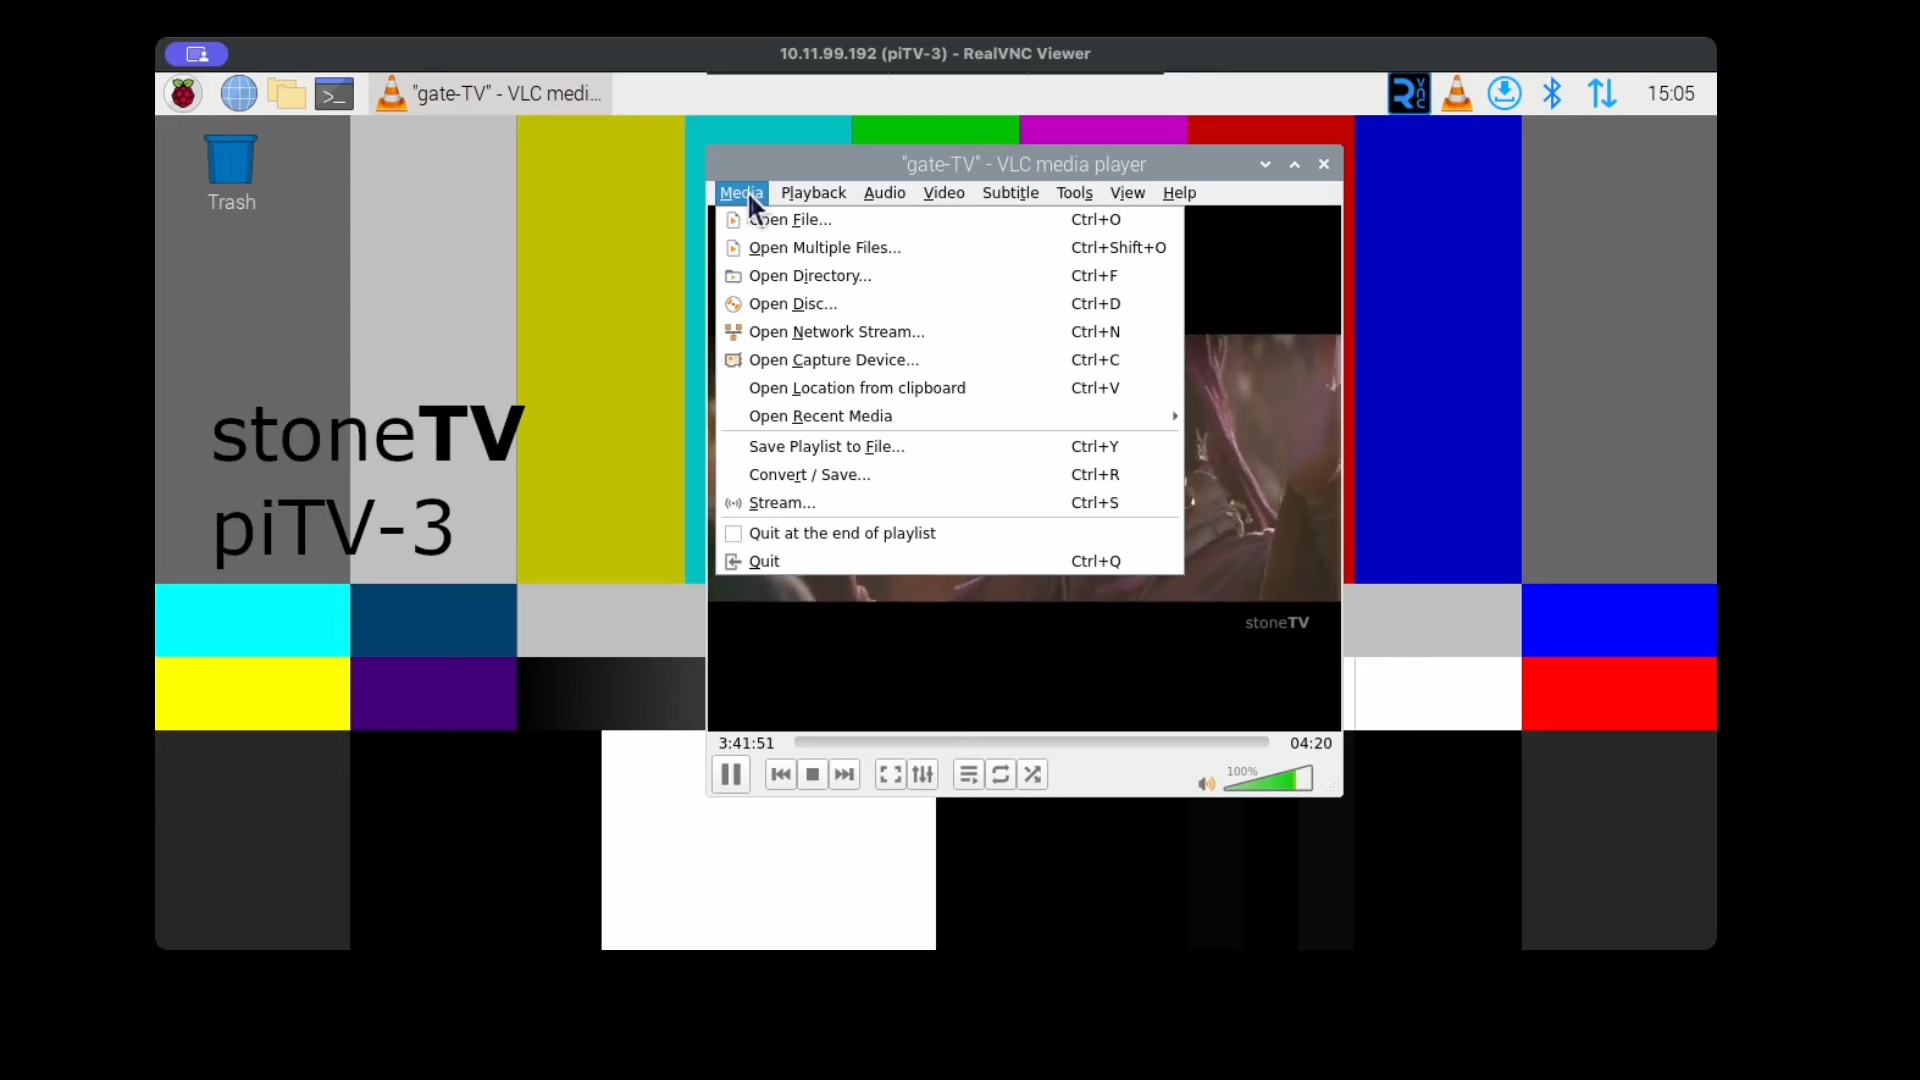 10.11.99.192 (piTV-3) - RealVNC Viewer
"gate-TV" - VLC medi...
15:05
Trash
"gate-TV" - VLC media player
Media Playback Audio Video Subtitle Tools View Help
Open File... Ctrl+O
Open Multiple Files... Ctrl+Shift+O
Open Directory... Ctrl+F
Open Disc... Ctrl+D
Open Network Stream... Ctrl+N
Open Capture Device... Ctrl+C
Open Location from clipboard Ctrl+V
Open Recent Media
Save Playlist to File... Ctrl+Y
Convert / Save... Ctrl+R
Stream... Ctrl+S
Quit at the end of playlist
Quit Ctrl+Q
stoneTV
piTV-3
stoneTV
3:41:51 04:20
100%